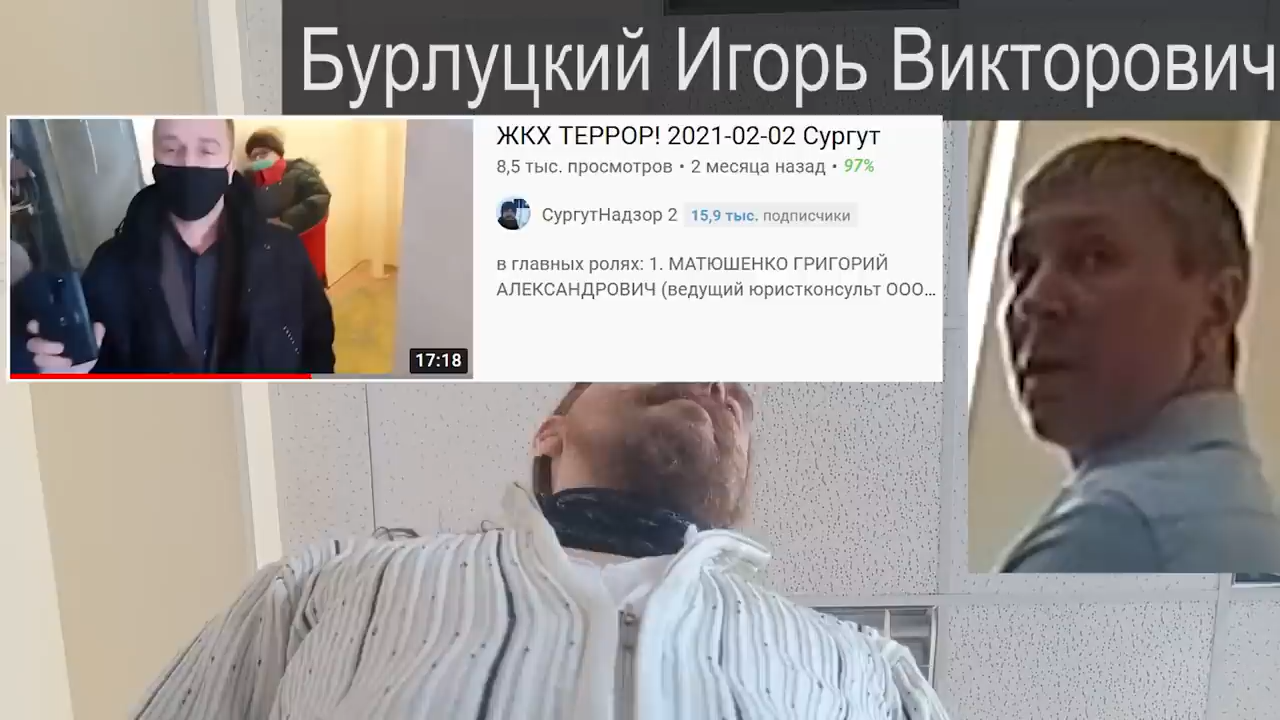 Бурлуцкий Игорь Викторович
ЖКХ ТЕРРОР! 2021-02-02 Сургут
8,5 тыс. просмотров • 2 месяца назад • 97%
СургутНадзор 2 15,9 тыс. подписчики
в главных ролях: 1. МАТЮШЕНКО ГРИГОРИЙ
АЛЕКСАНДРОВИЧ (ведущий юристконсульт ООО...
17:18